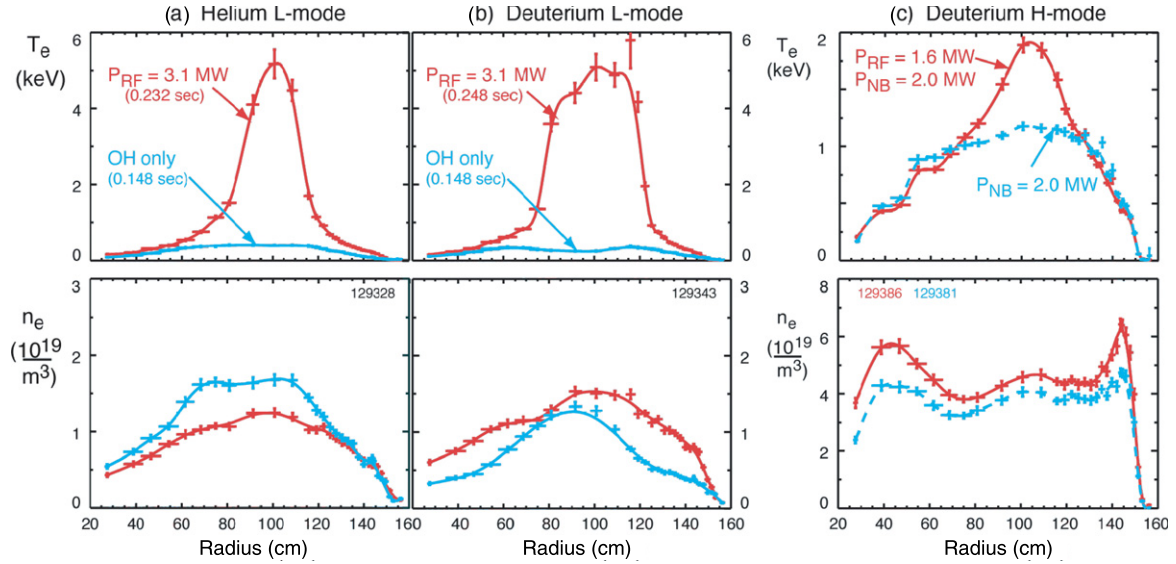 (a) Helium L-mode
(b) Deuterium L-mode
(c) Deuterium H-mode
Te
(keV)
6
4
2
0
PRF = 3.1 MW
(0.232 sec)
OH only
(0.148 sec)
PRF = 3.1 MW
(0.248 sec)
OH only
(0.148 sec)
6
4
2
0
Te
(keV)
2
1
0
PRF = 1.6 MW
PNB = 2.0 MW
PNB = 2.0 MW
ne
(10^19
m^3)
3
2
1
0
129328
129343
3
2
1
0
ne
(10^19
m^3)
8
6
4
2
0
129386 129381
20 40 60 80 100 120 140 160
40 60 80 100 120 140 160
20 40 60 80 100 120 140 160
Radius (cm)
Radius (cm)
Radius (cm)